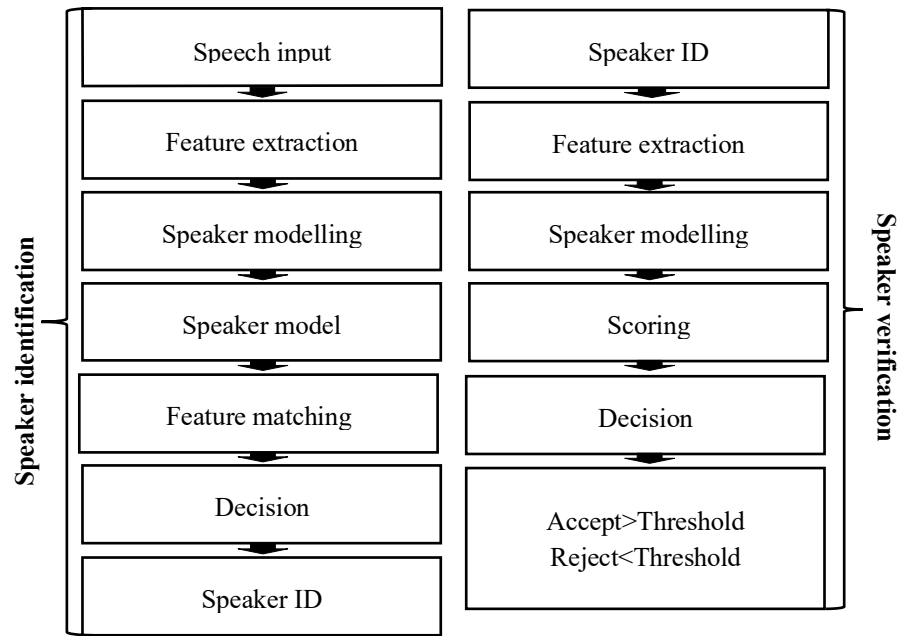 Speaker identification
Speech input
Feature extraction
Speaker modelling
Speaker model
Feature matching
Decision
Speaker ID
Speaker ID
Feature extraction
Speaker modelling
Scoring
Decision
Accept>Threshold
Reject<Threshold
Speaker verification